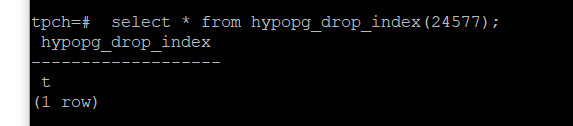 tpch=#  select * from hypopg_drop_index(24577);
 hypopg_drop_index
-------------------
 t
(1 row)